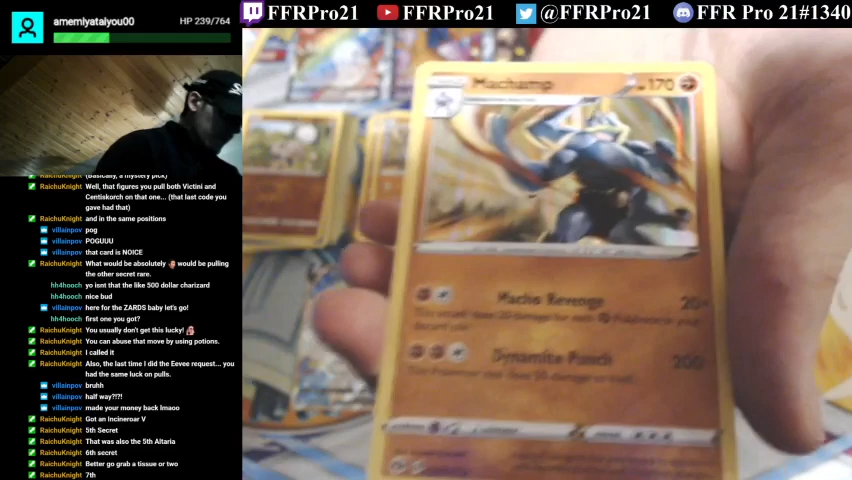 amemiyataiyou00
HP 239/764
FFRPro21
FFRPro21
@FFRPro21
FFR Pro 21#1340
RaichuKnight (Basically, a mystery pick)
RaichuKnight Well, that figures you pull both Victini and
Centiskorch on that one... (that last code you
gave had that)
RaichuKnight and in the same positions
villainpov pog
villainpov POGUUU
villainpov that card is NOICE
RaichuKnight What would be absolutely would be pulling
the other secret rare.
hh4hooch yo isnt that the like 500 dollar charizard
hh4hooch nice bud
villainpov here for the ZARDS baby let's go!
hh4hooch first one you got?
RaichuKnight You usually don't get this lucky!
RaichuKnight You can abuse that move by using potions.
RaichuKnight I called it
RaichuKnight Also, the last time I did the Eevee request... you
had the same luck on pulls.
villainpov bruhh
villainpov half way?!?!
villainpov made your money back lmaoo
RaichuKnight Got an Incineroar V
RaichuKnight 5th Secret
RaichuKnight That was also the 5th Altaria
RaichuKnight 6th secret
RaichuKnight Better go grab a tissue or two
RaichuKnight 7th
Machamp
170
Macho Revenge 20+
Dynamite Punch 200